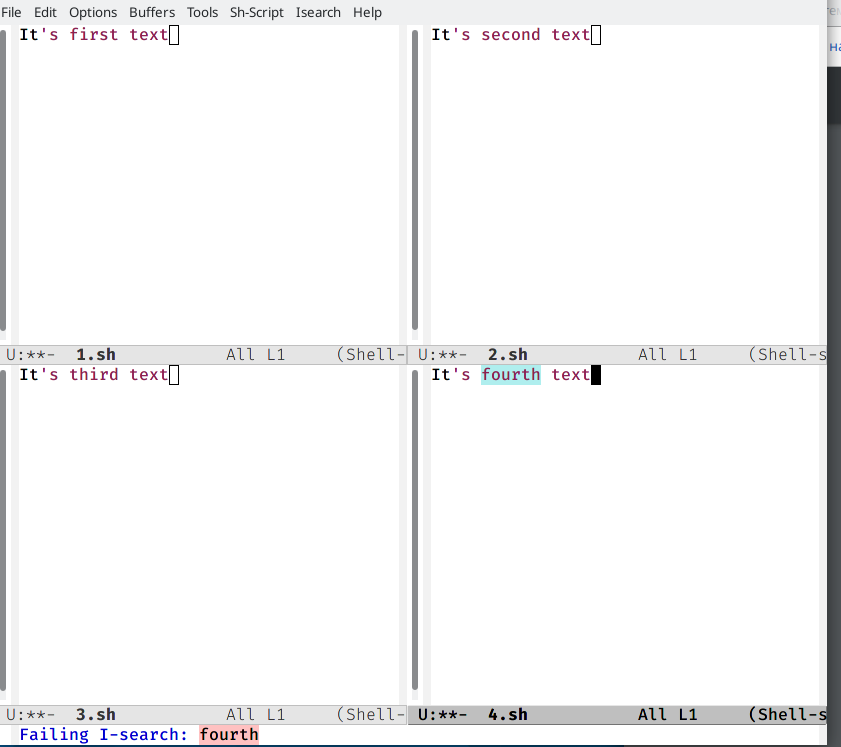 File Edit Options Buffers Tools Sh-Script Isearch Help
It's first text
It's second text
U:**- 1.sh All L1 (Shell-
U:**- 2.sh All L1 (Shell-s
It's third text
It's fourth text
U:**- 3.sh All L1 (Shell-
U:**- 4.sh All L1 (Shell-s
Failing I-search: fourth